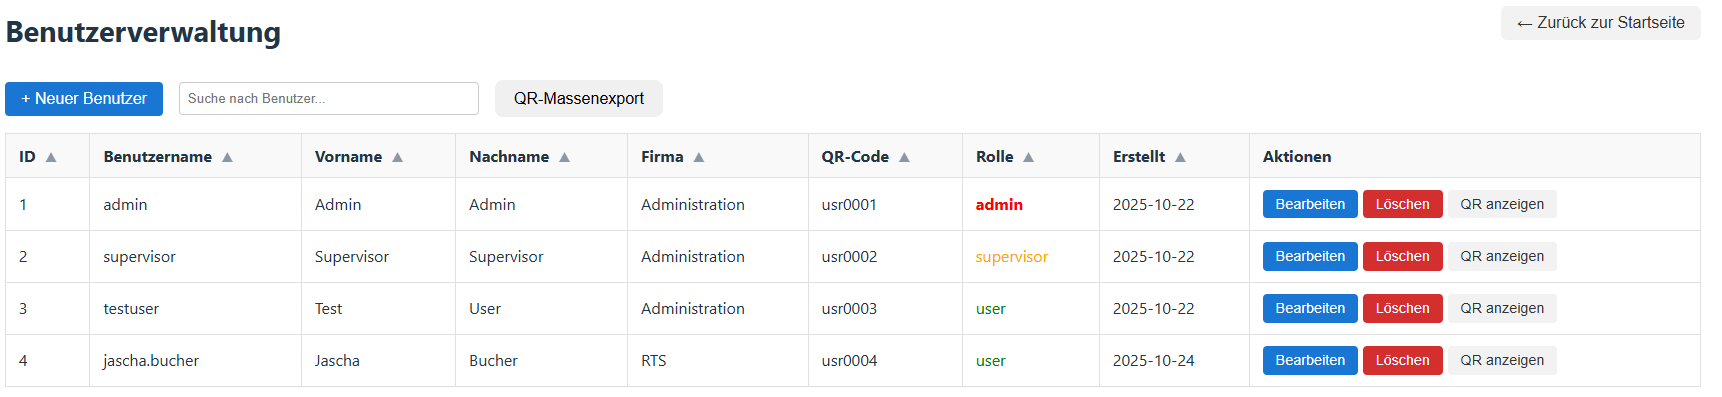 Benutzerverwaltung
← Zurück zur Startseite
+ Neuer Benutzer Suche nach Benutzer... QR-Massenexport
ID ▲ Benutzername ▲ Vorname ▲ Nachname ▲ Firma ▲ QR-Code ▲ Rolle ▲ Erstellt ▲ Aktionen
1 admin Admin Admin Administration usr0001 admin 2025-10-22 Bearbeiten Löschen QR anzeigen
2 supervisor Supervisor Supervisor Administration usr0002 supervisor 2025-10-22 Bearbeiten Löschen QR anzeigen
3 testuser Test User Administration usr0003 user 2025-10-22 Bearbeiten Löschen QR anzeigen
4 jascha.bucher Jascha Bucher RTS usr0004 user 2025-10-24 Bearbeiten Löschen QR anzeigen